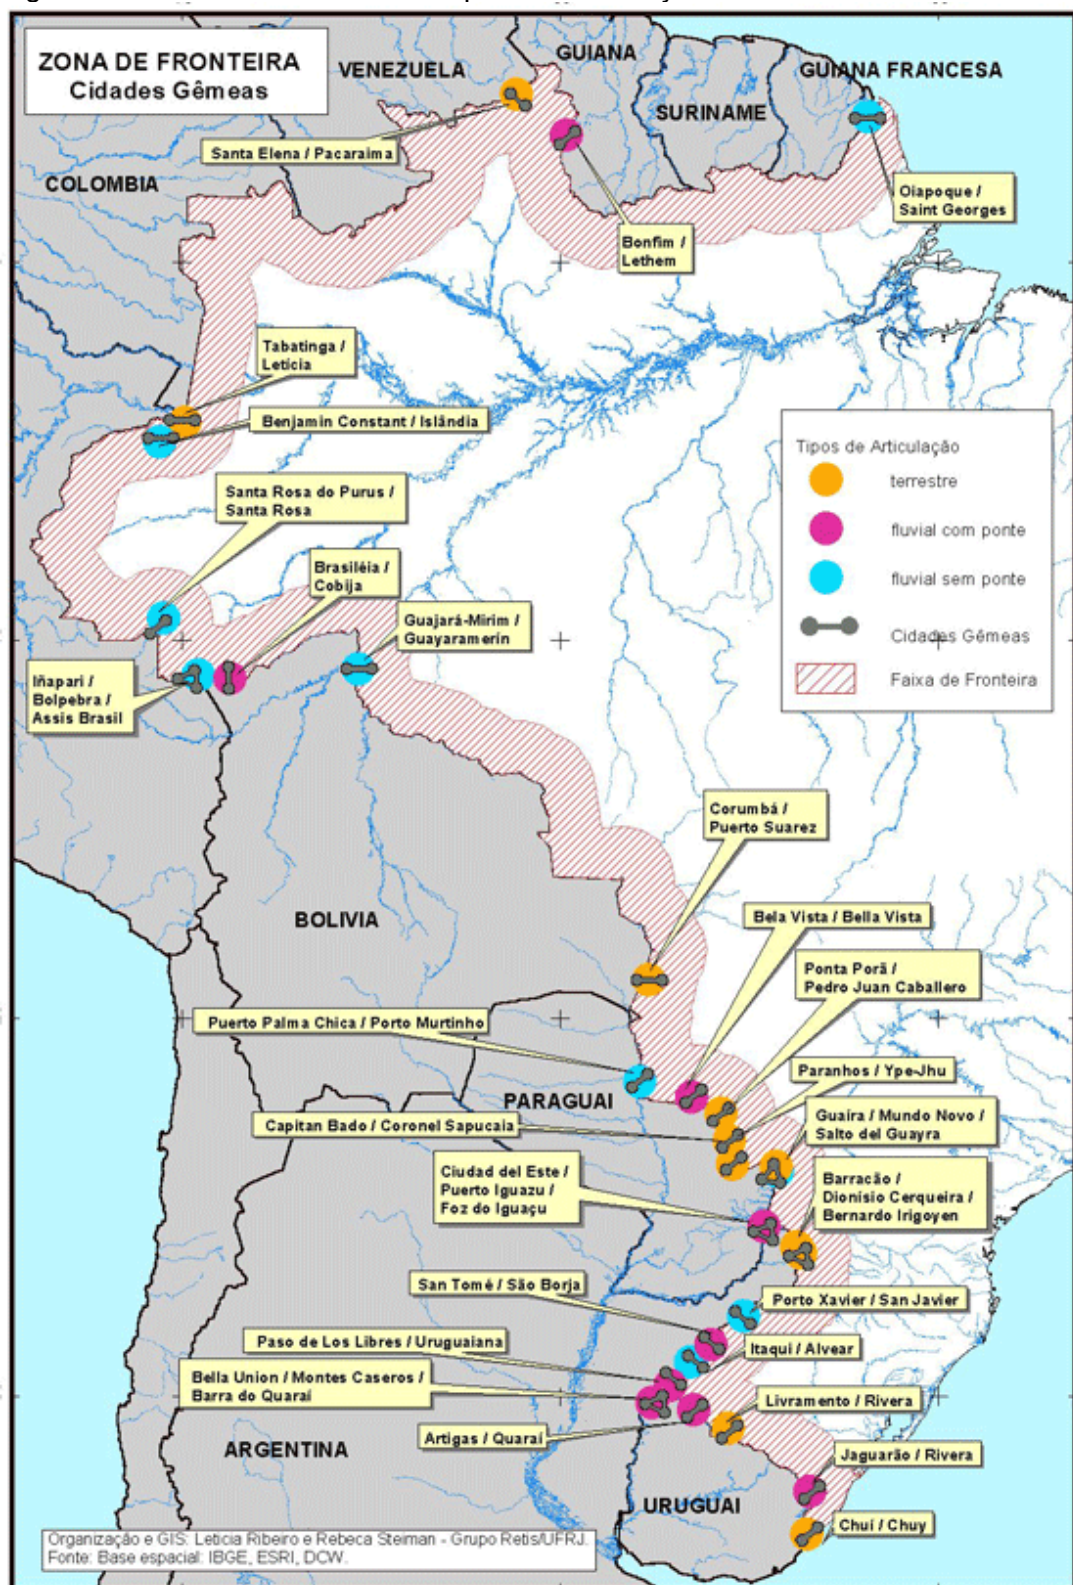 ZONA DE FRONTEIRA
Cidades Gêmeas
VENEZUELA
GUIANA
GUIANA FRANCESA
SURINAME
COLOMBIA
Santa Elena / Pacaraima
Oiapoque /
Saint Georges
Bonfim /
Lethem
Tabatinga /
Letícia
Benjamin Constant / Islândia
Tipos de Articulação
terrestre
fluvial com ponte
fluvial sem ponte
Cidades Gêmeas
Faixa de Fronteira
Santa Rosa do Purus /
Santa Rosa
Brasiléia /
Cobija
Guajará-Mirim /
Guayaramerín
Iñapari /
Bolpebra /
Assis Brasil
Corumbá /
Puerto Suarez
BOLIVIA
Bela Vista / Bella Vista
Ponta Porã /
Pedro Juan Caballero
Puerto Palma Chica / Porto Murtinho
Paranhos / Ype-Jhu
PARAGUAI
Capitan Bado / Coronel Sapucaia
Guaíra / Mundo Novo /
Salto del Guayra
Ciudad del Este /
Puerto Iguazu /
Foz do Iguaçu
Barracão /
Dionísio Cerqueira /
Bernardo Irigoyen
San Tomé / São Borja
Porto Xavier / San Javier
Paso de Los Libres / Uruguaiana
Itaqui / Alvear
Bella Union / Montes Caseros /
Barra do Quaraí
Livramento / Rivera
Artigas / Quaraí
ARGENTINA
Jaguarão / Rivera
URUGUAI
Chuí / Chuy
Organização e GIS: Leticia Ribeiro e Rebeca Steiman - Grupo Retis/UFRJ.
Fonte: Base espacial: IBGE, ESRI, DCW.